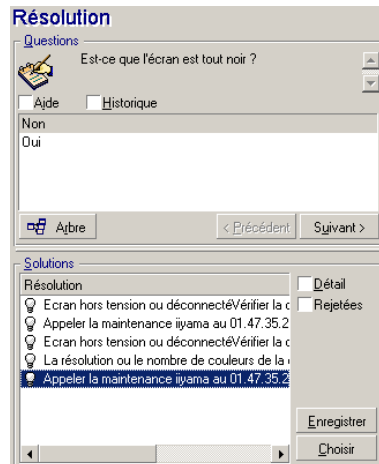 Résolution
Questions
Est-ce que l'écran est tout noir ?
Aide Historique
Non
Oui
Arbre < Précédent Suivant >
Solutions
Résolution Détail
Ecran hors tension ou déconnectéVérifier la c Rejetées
Appeler la maintenance iiyama au 01.47.35.2
Ecran hors tension ou déconnectéVérifier la c
La résolution ou le nombre de couleurs de la
Appeler la maintenance iiyama au 01.47.35.2
Enregistrer
Choisir